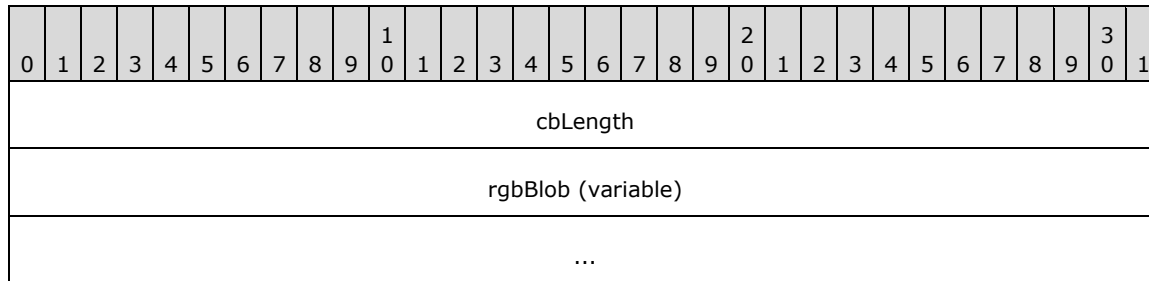 1 2 3
0 1 2 3 4 5 6 7 8 9 0 1 2 3 4 5 6 7 8 9 0 1 2 3 4 5 6 7 8 9 0 1
cbLength
rgbBlob (variable)
...